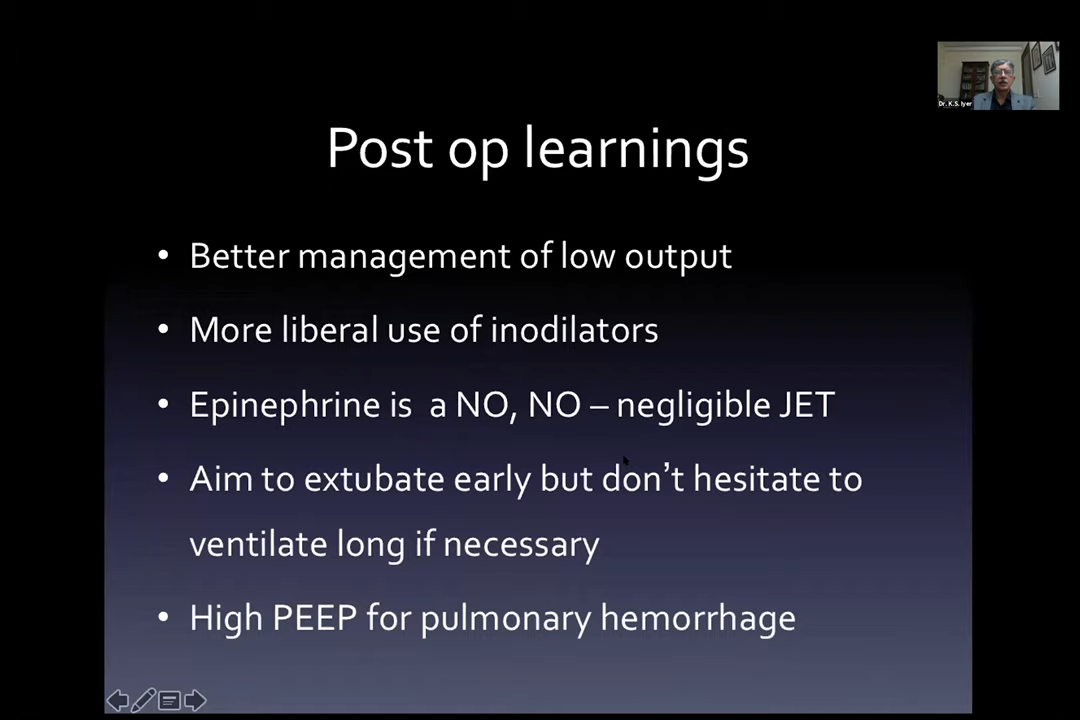 Dr. K.S. Iyer
Post op learnings
• Better management of low output
• More liberal use of inodilators
• Epinephrine is  a NO, NO – negligible JET
• Aim to extubate early but don’t hesitate to
ventilate long if necessary
• High PEEP for pulmonary hemorrhage